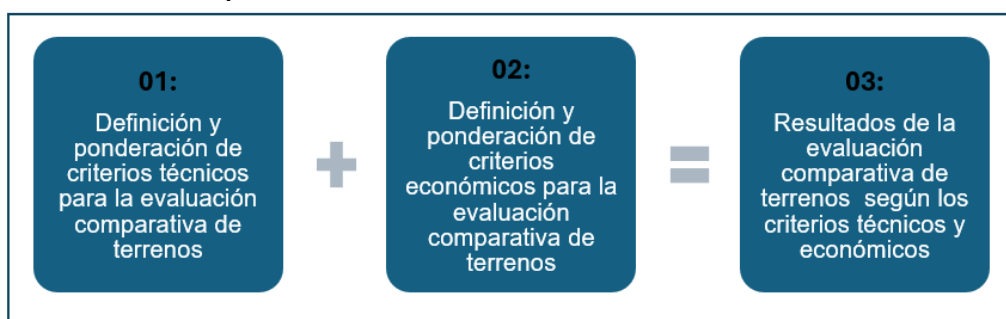 01:
Definición y
ponderación de
criterios técnicos
para la evaluación
comparativa de
terrenos
+
02:
Definición y
ponderación de
criterios
económicos para la
evaluación
comparativa de
terrenos
=
03:
Resultados de la
evaluación
comparativa de
terrenos según los
criterios técnicos y
económicos